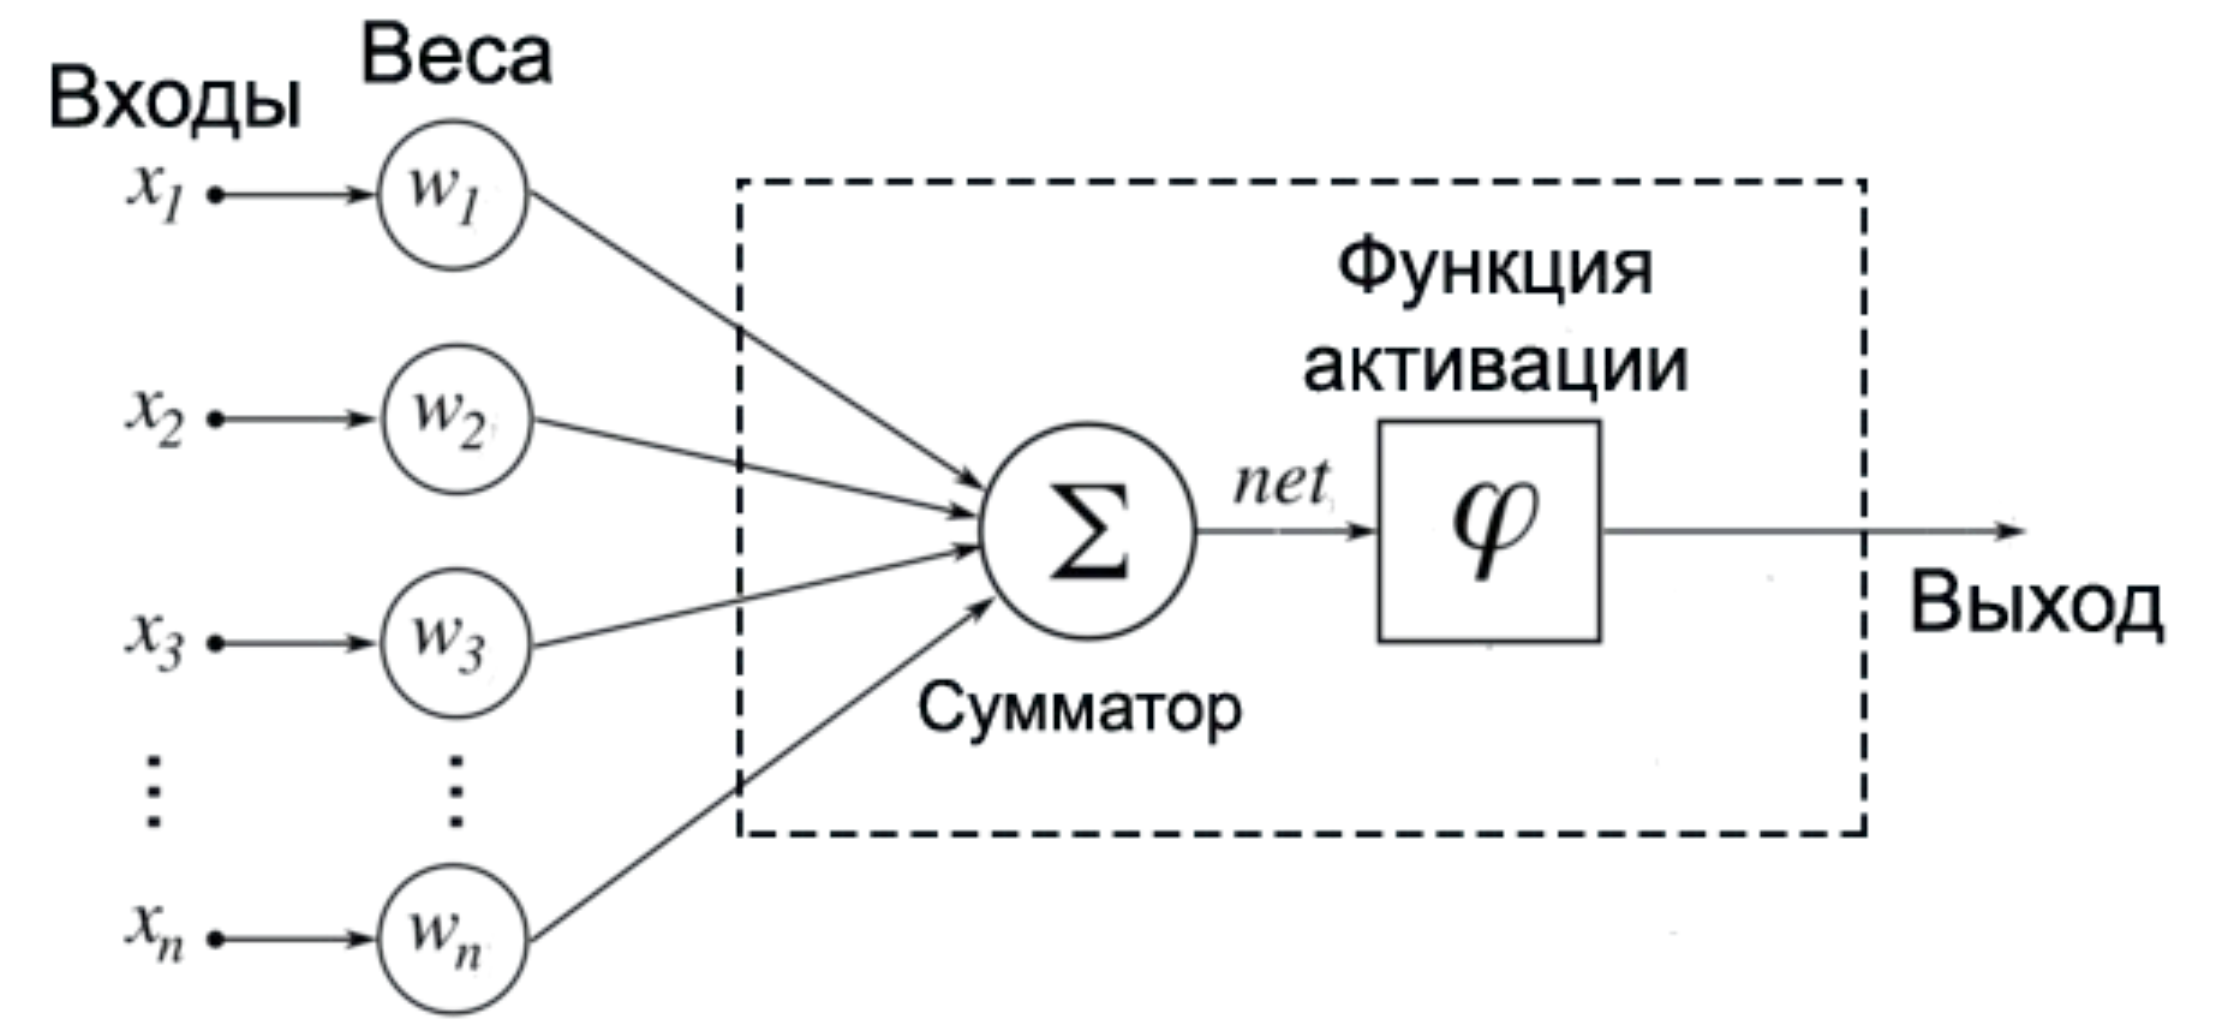 Входы
Веса
x1
w1
x2
w2
x3
w3
⋮
⋮
xn
wn
Σ
Сумматор
net
Функция
активации
φ
Выход